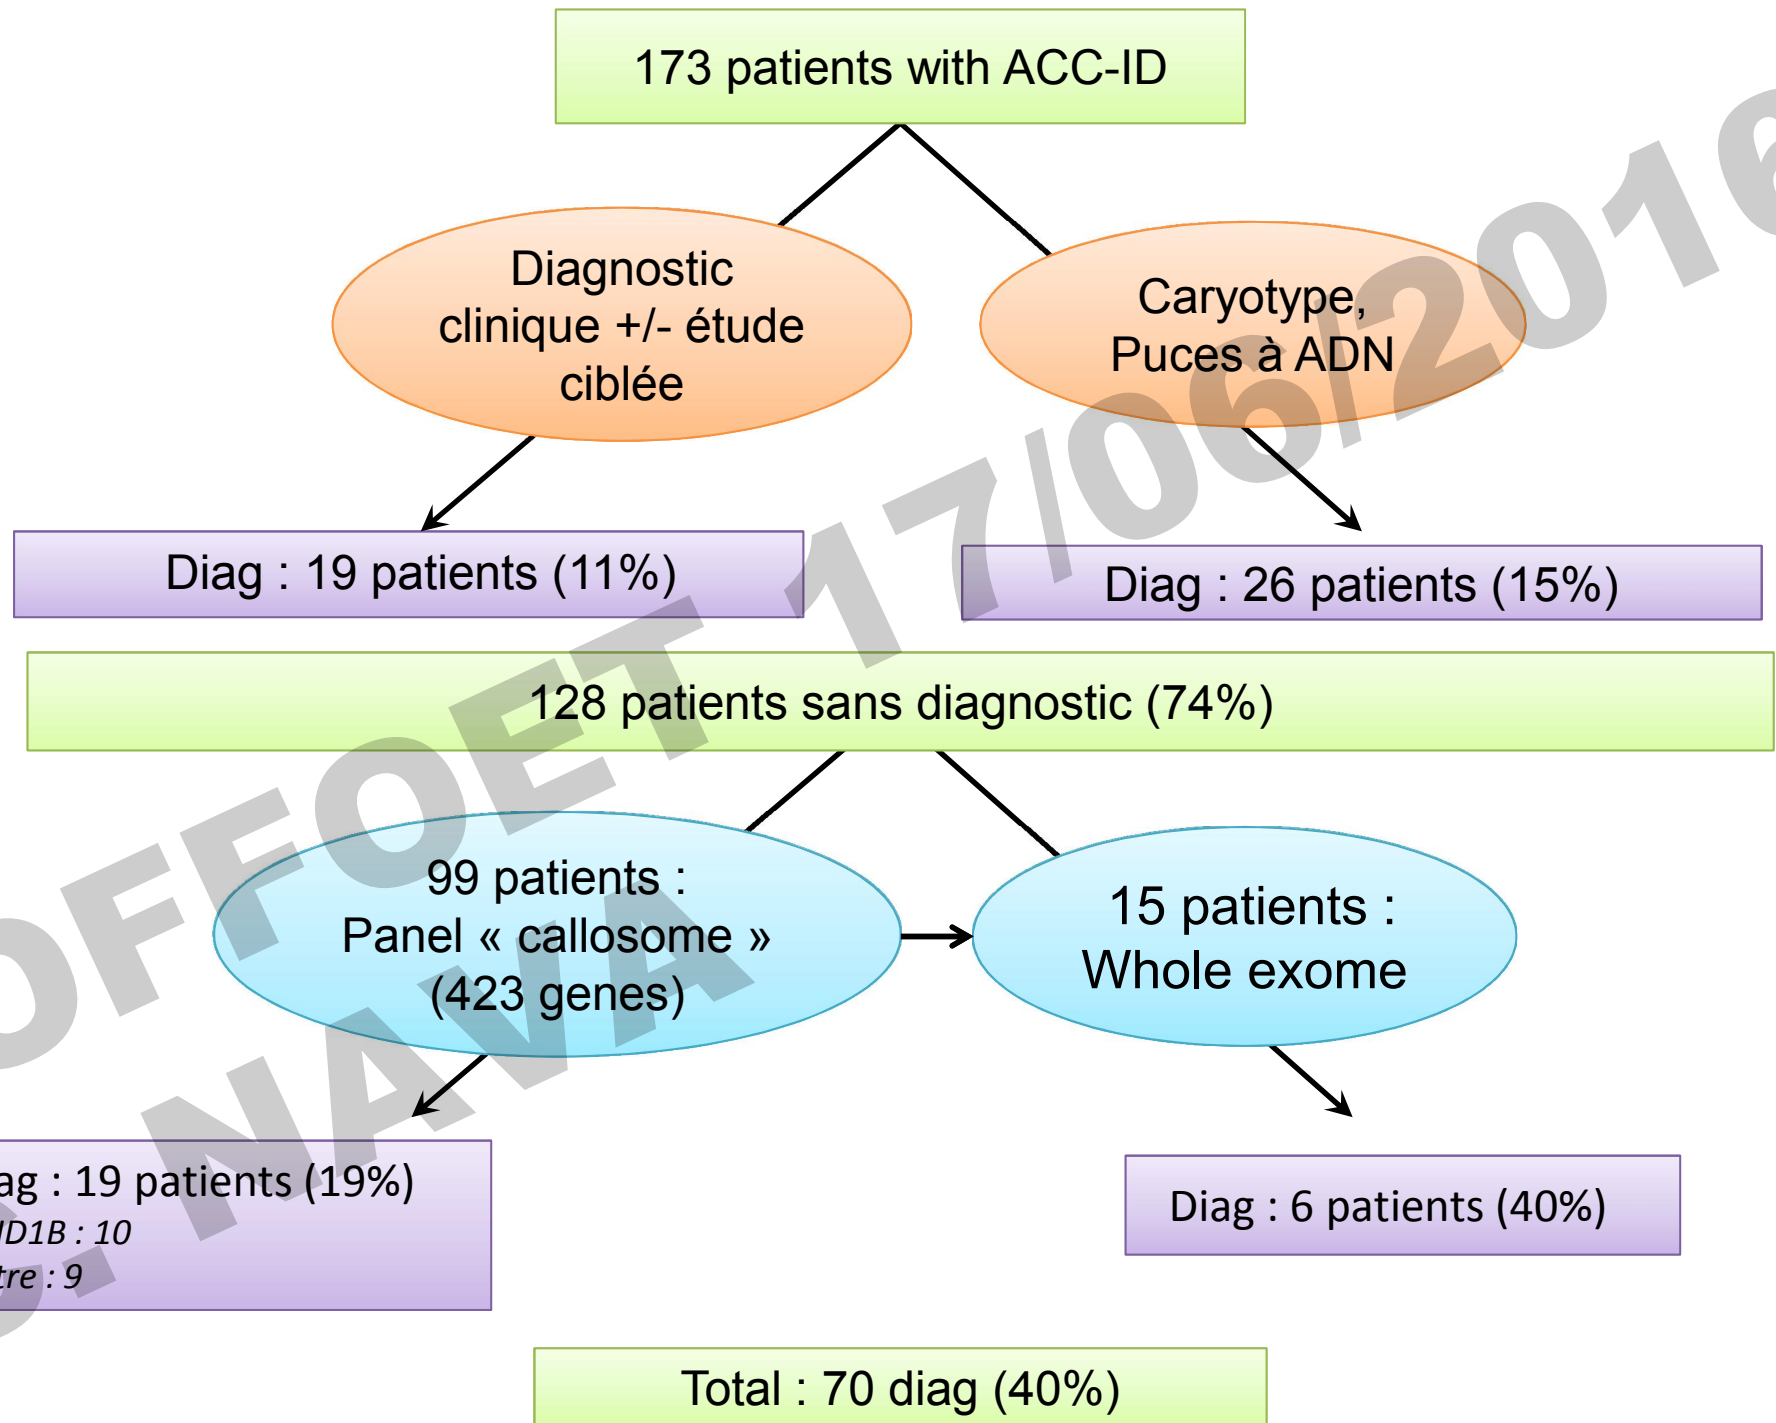 173 patients with ACC-ID
Diagnostic
clinique +/- étude
ciblée
Caryotype,
Puces à ADN
Diag : 19 patients (11%)
Diag : 26 patients (15%)
128 patients sans diagnostic (74%)
99 patients :
Panel « callosome »
(423 genes)
15 patients :
Whole exome
ag : 19 patients (19%)
ID1B : 10
tre : 9
Diag : 6 patients (40%)
Total : 70 diag (40%)
OFFOET 17/06/2016
C. NAVA